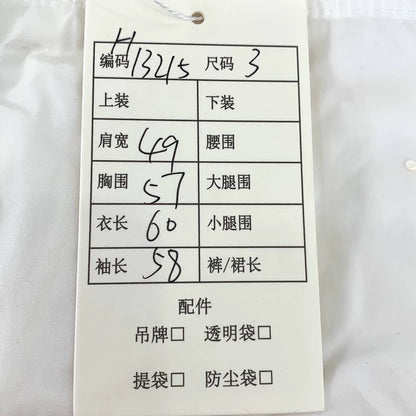 编码 H13215 尺码 3
上装 下装
肩宽 49 腰围
胸围 57 大腿围
衣长 60 小腿围
袖长 58 裤/裙长
配件
吊牌□ 透明袋□
提袋□ 防尘袋□